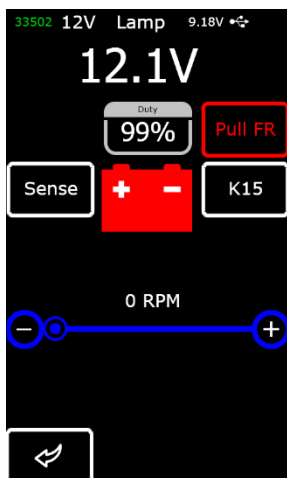 33502 12V Lamp 9.18V
12.1V
Duty
99%
Pull FR
Sense
+ −
K15
0 RPM
− +